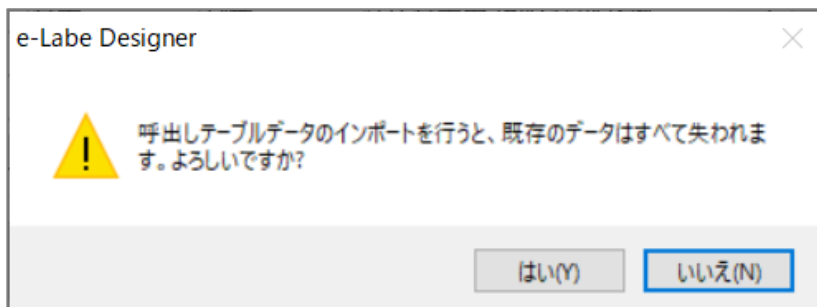 e-Labe Designer
呼出しテーブルデータのインポートを行うと、既存のデータはすべて失われま
す。よろしいですか?
はい(Y)
いいえ(N)